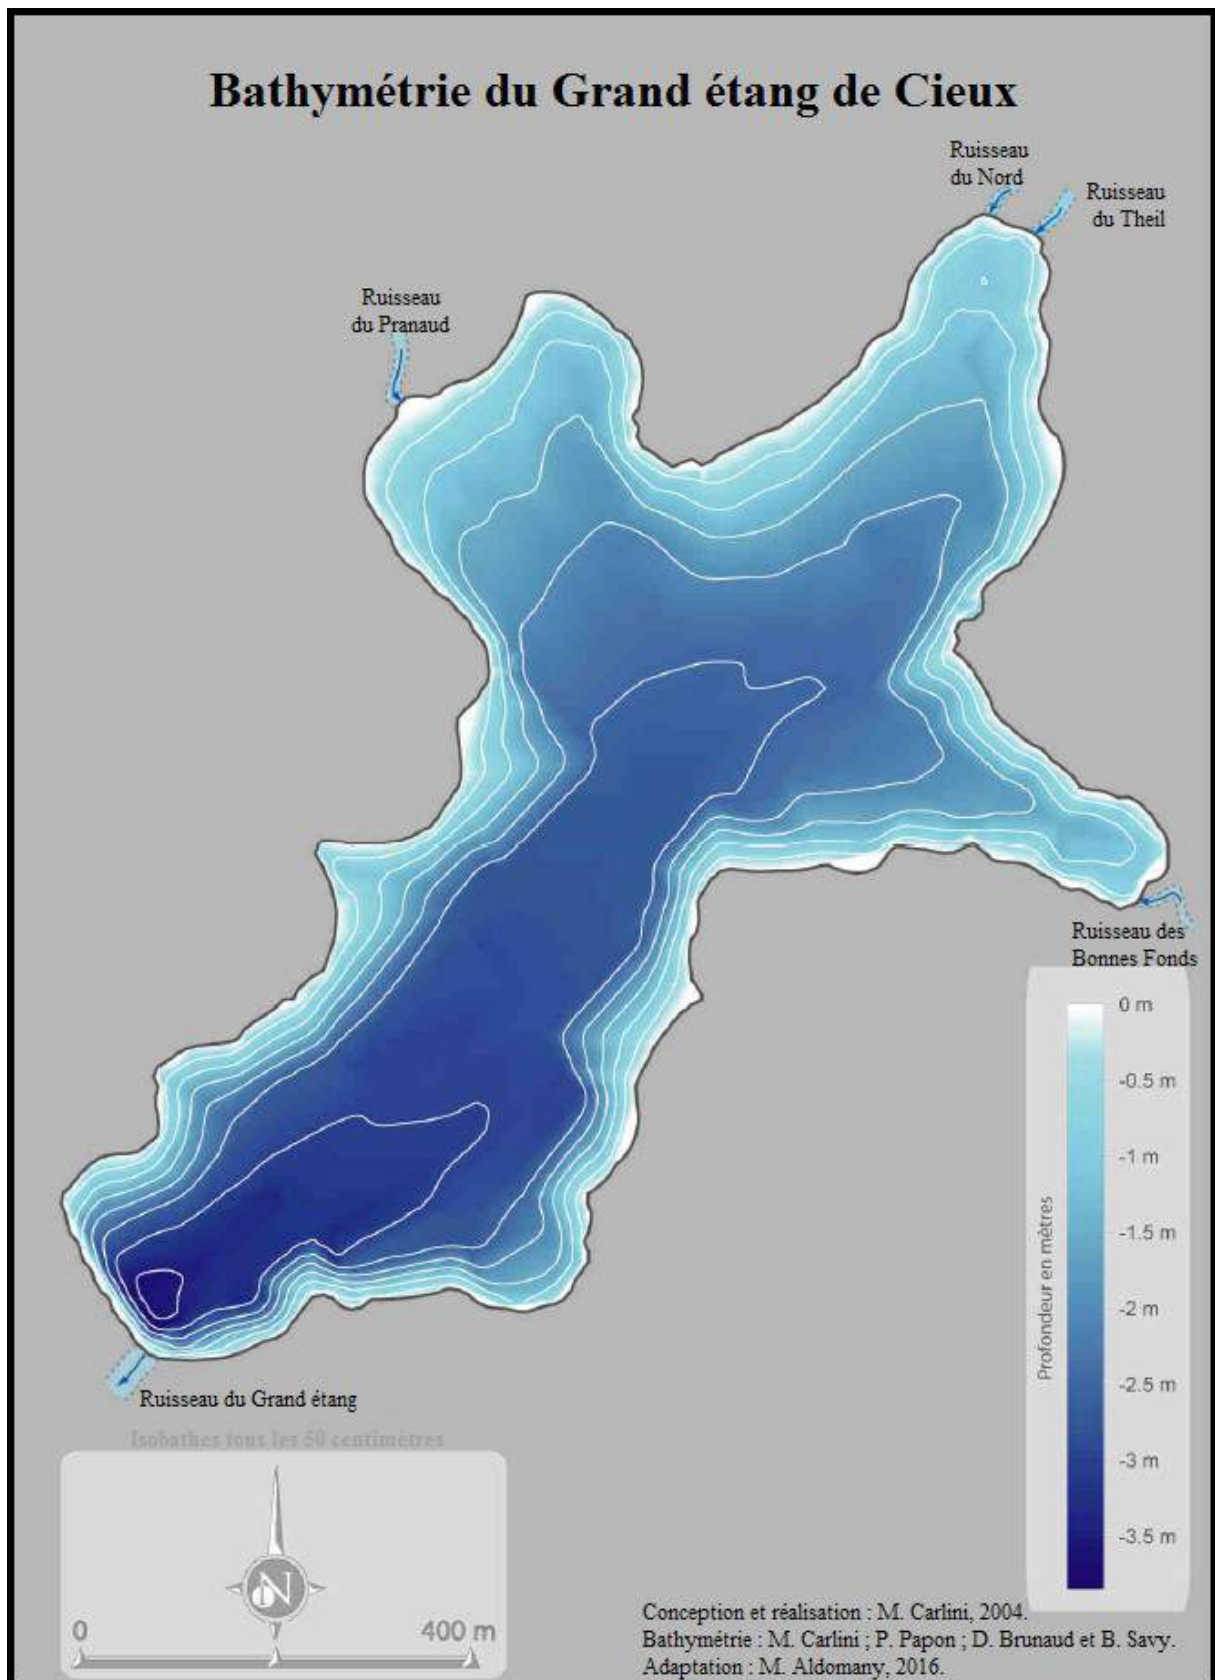 Bathymétrie du Grand étang de Cieux
Ruisseau
du Nord
Ruisseau
du Theil
Ruisseau
du Pranaud
Ruisseau des
Bonnes Fonds
0 m
-0.5 m
-1 m
-1.5 m
-2 m
-2.5 m
-3 m
-3.5 m
Profondeur en mètres
Ruisseau du Grand étang
Isobathes tous les 50 centimètres
N
0
400 m
Conception et réalisation : M. Carlini, 2004.
Bathymétrie : M. Carlini ; P. Papon ; D. Brunaud et B. Savy.
Adaptation : M. Aldomany, 2016.